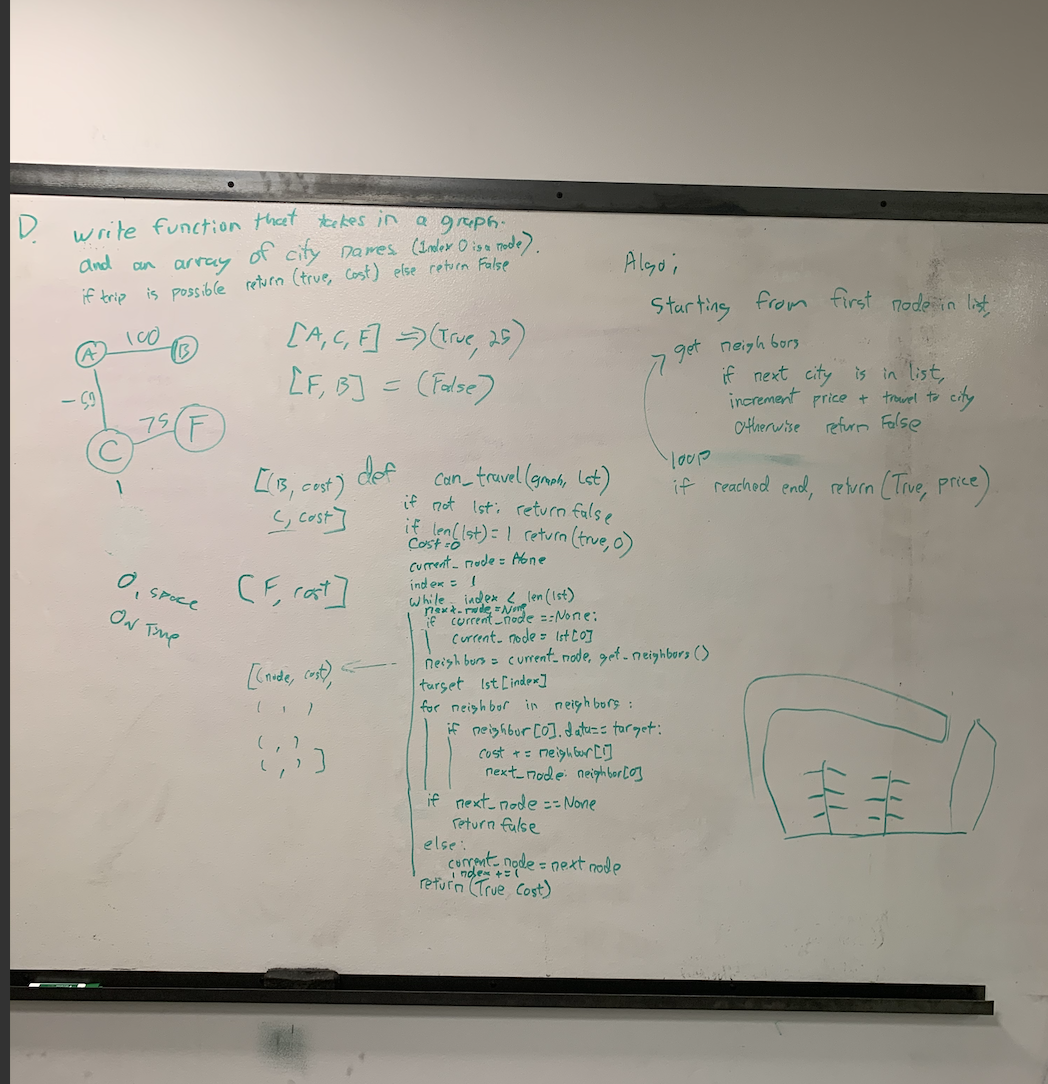 D. write function that takes in a graph.
and an array of city names (Index 0 is a node).
if trip is possible return (true, cost) else return False
A 100 B
75 F
C
[A, C, F] => (True, 25)
[F, B] = (False)
[(B, cost)
C, cost]
[F, cost]
O, space
ON Time
[(node, cost),
( , )
( , )
( , )]
def can_travel(graph, lst)
if not lst: return false
if len(lst) = 1 return (true, 0)
cost=0
current_node = None
index = 1
while index < len(lst)
next_node = None
if current_node == None:
current_node = lst[0]
neighbors = current_node. get_neighbors ()
target lst[index]
for neighbor in neighbors :
if neighbor[0]. data == target:
cost += neighbor[1]
next_node: neighbor[0]
if next_node == None
return false
else:
current_node = next node
index += 1
return (True, cost)
Algo;
Starting from first node in list,
get neighbors
if next city is in list,
increment price + travel to city
otherwise return False
loop
if reached end, return (True, price)